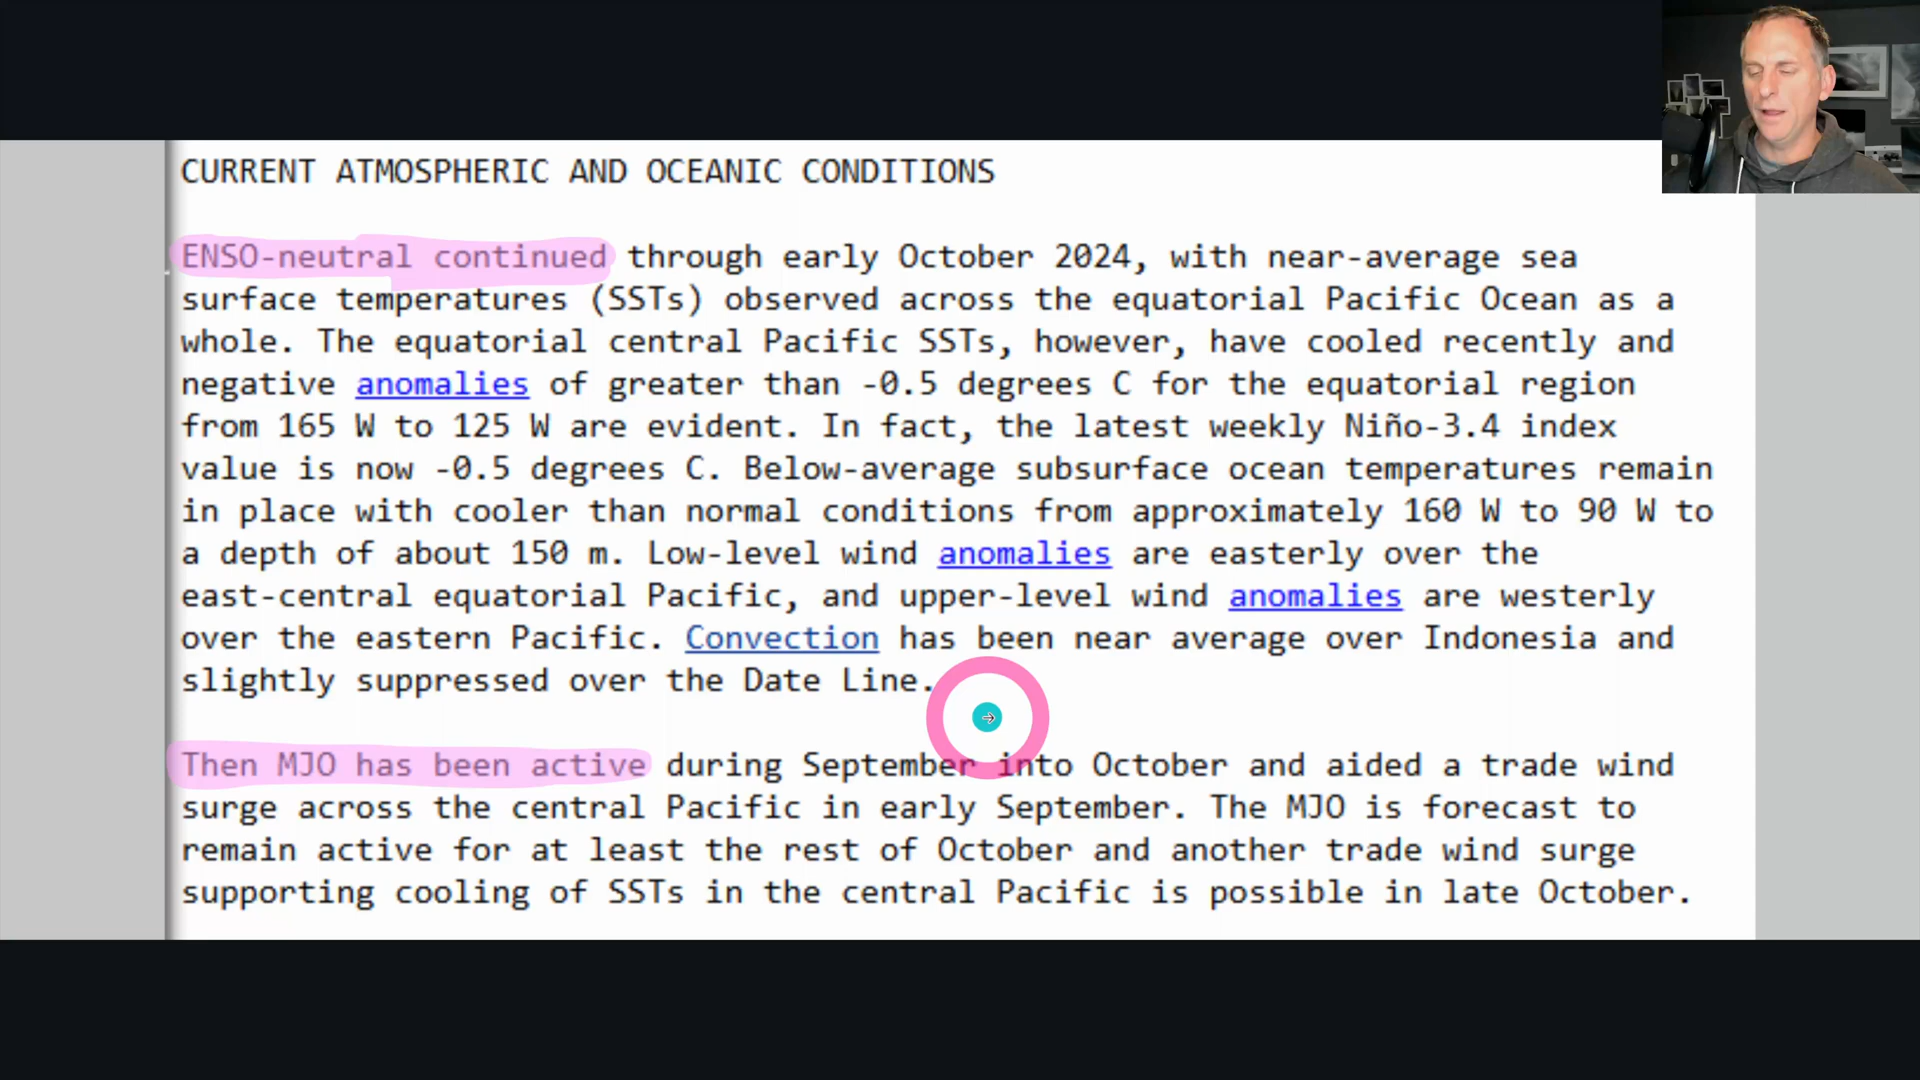 CURRENT ATMOSPHERIC AND OCEANIC CONDITIONS
ENSO-neutral continued through early October 2024, with near-average sea
surface temperatures (SSTs) observed across the equatorial Pacific Ocean as a
whole. The equatorial central Pacific SSTs, however, have cooled recently and
negative anomalies of greater than -0.5 degrees C for the equatorial region
from 165 W to 125 W are evident. In fact, the latest weekly Niño-3.4 index
value is now -0.5 degrees C. Below-average subsurface ocean temperatures remain
in place with cooler than normal conditions from approximately 160 W to 90 W to
a depth of about 150 m. Low-level wind anomalies are easterly over the
east-central equatorial Pacific, and upper-level wind anomalies are westerly
over the eastern Pacific. Convection has been near average over Indonesia and
slightly suppressed over the Date Line.
Then MJO has been active during September into October and aided a trade wind
surge across the central Pacific in early September. The MJO is forecast to
remain active for at least the rest of October and another trade wind surge
supporting cooling of SSTs in the central Pacific is possible in late October.